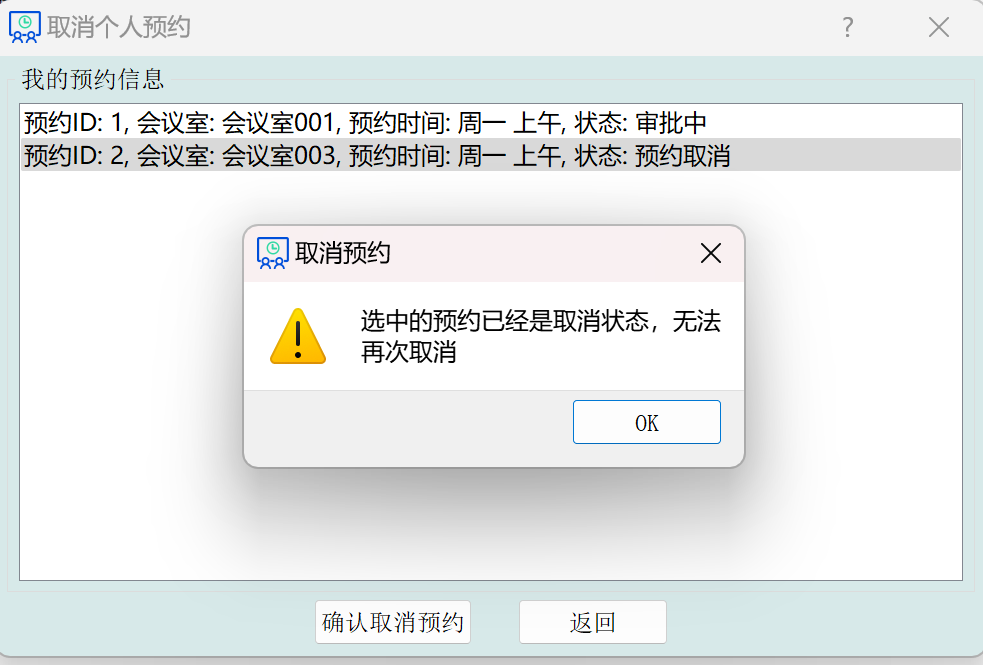 取消个人预约
?
我的预约信息
预约ID: 1, 会议室: 会议室001, 预约时间: 周一 上午, 状态: 审批中
预约ID: 2, 会议室: 会议室003, 预约时间: 周一 上午, 状态: 预约取消
取消预约
选中的预约已经是取消状态，无法
再次取消
OK
确认取消预约
返回